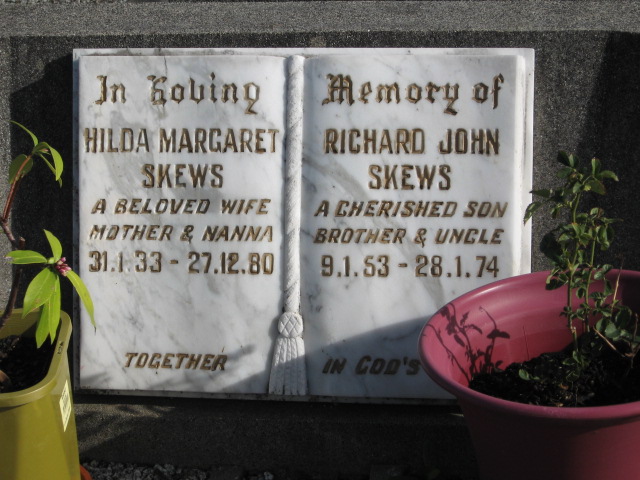 In Loving
HILDA MARGARET
SKEWS
A BELOVED WIFE
MOTHER & NANNA
31.1.33 - 27.12.80
TOGETHER
Memory of
RICHARD JOHN
SKEWS
A CHERISHED SON
BROTHER & UNCLE
9.1.53 - 28.1.74
IN GOD'S